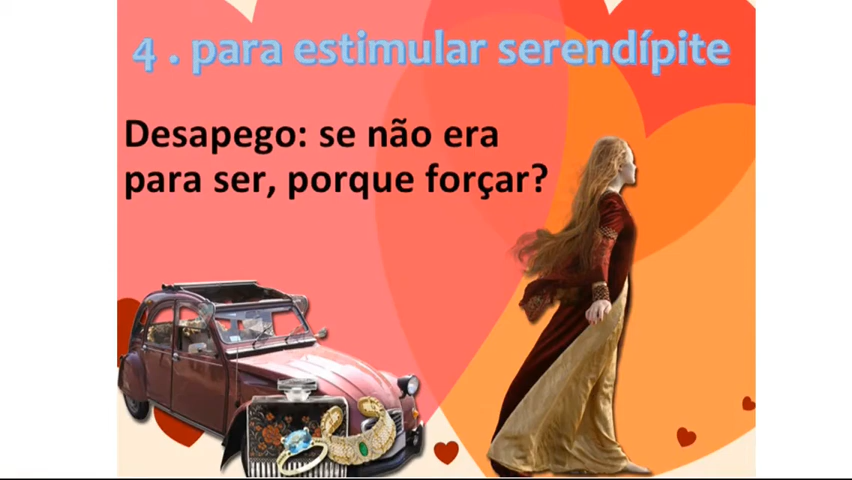 4 . para estimular serendípite
Desapego: se não era
para ser, porque forçar?